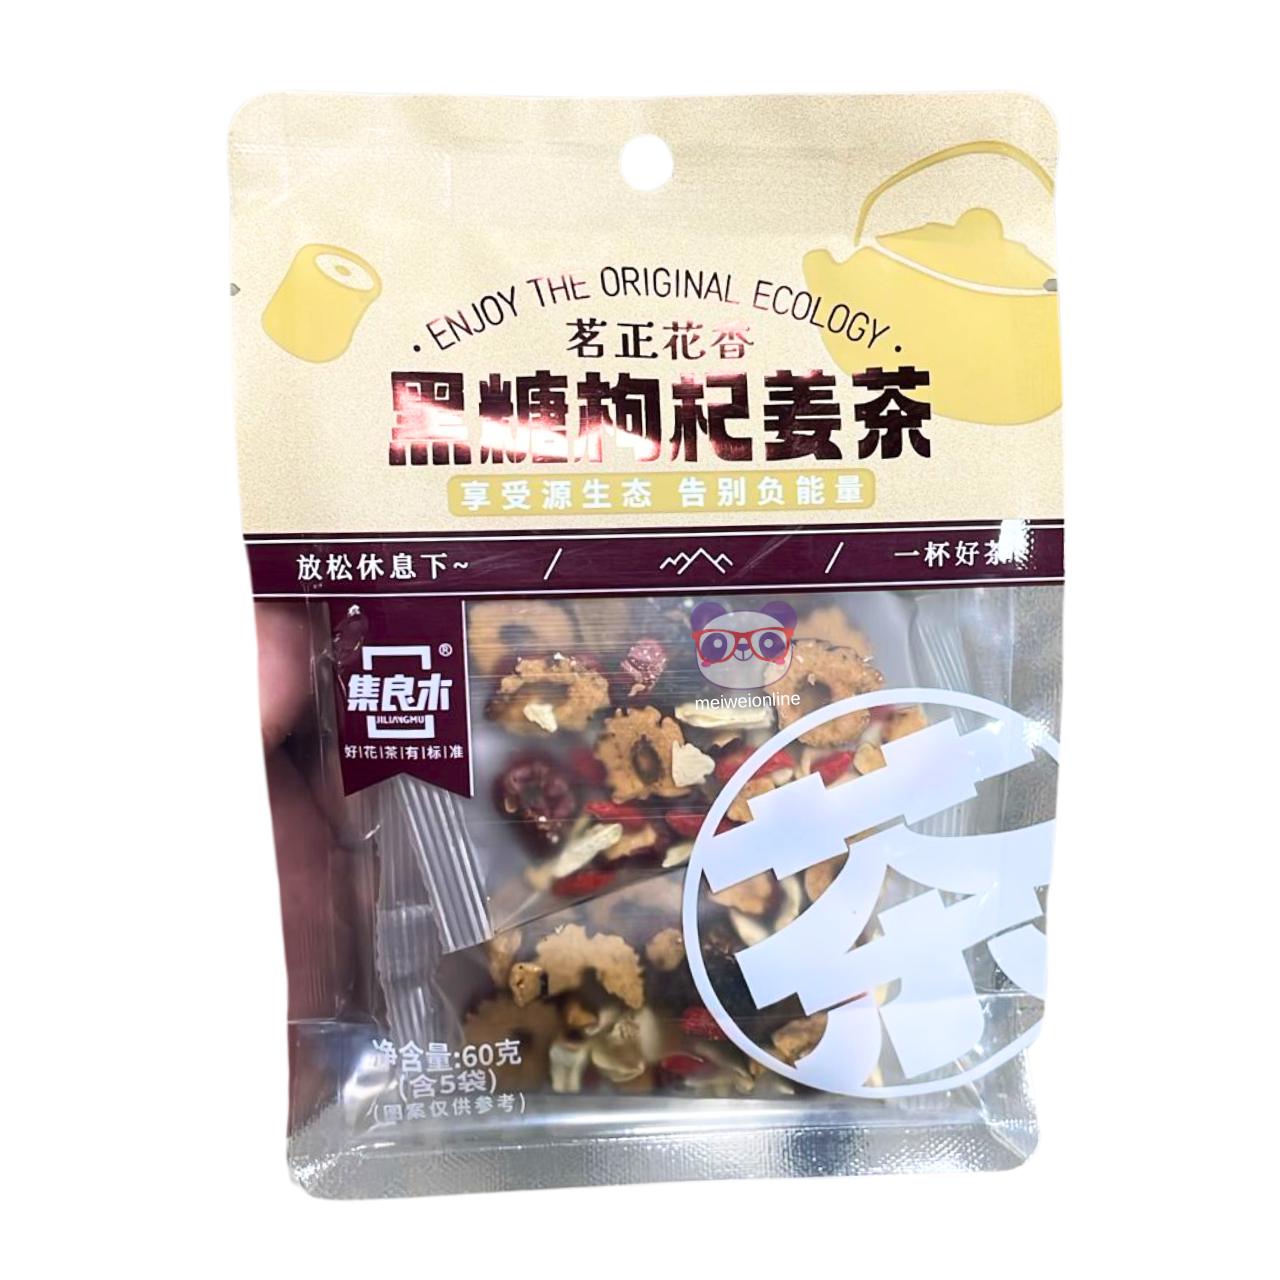 · ENJOY THE ORIGINAL ECOLOGY ·
茗正花香
黑糖枸杞姜茶
享受源生态 告别负能量
放松休息下~ / / 一杯好茶
集良木®
JILIANGMU
好|花|茶|有|标|准
meiweionline
茶
净含量:60克
(含5袋)
(图案仅供参考)